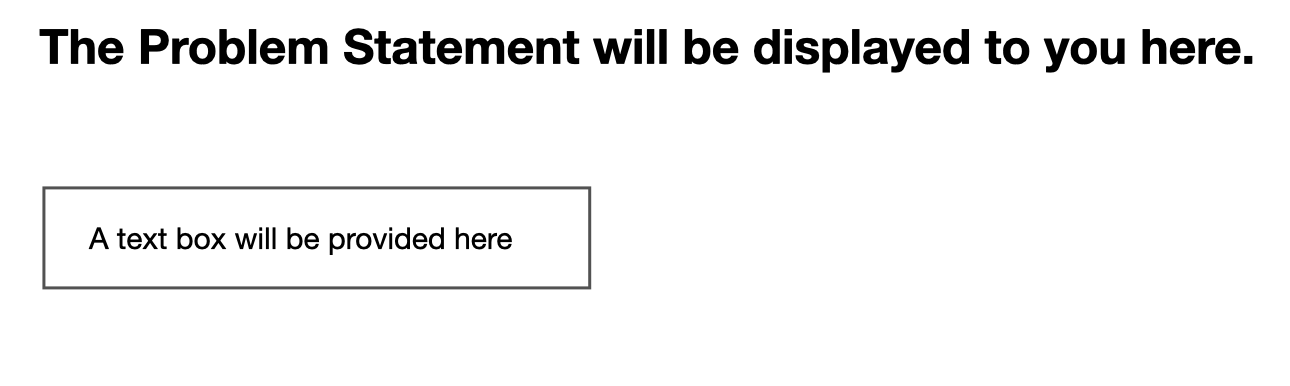 The Problem Statement will be displayed to you here.
A text box will be provided here